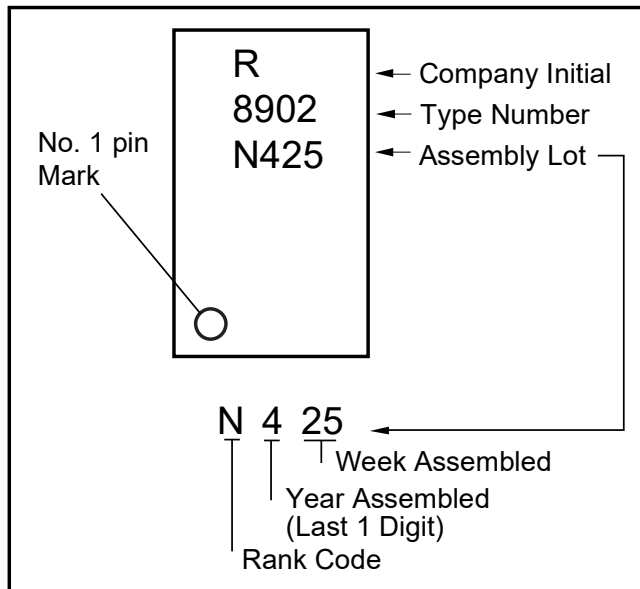 R
8902
N425
Company Initial
Type Number
Assembly Lot
No. 1 pin
Mark
N 4 25
Week Assembled
Year Assembled
(Last 1 Digit)
Rank Code